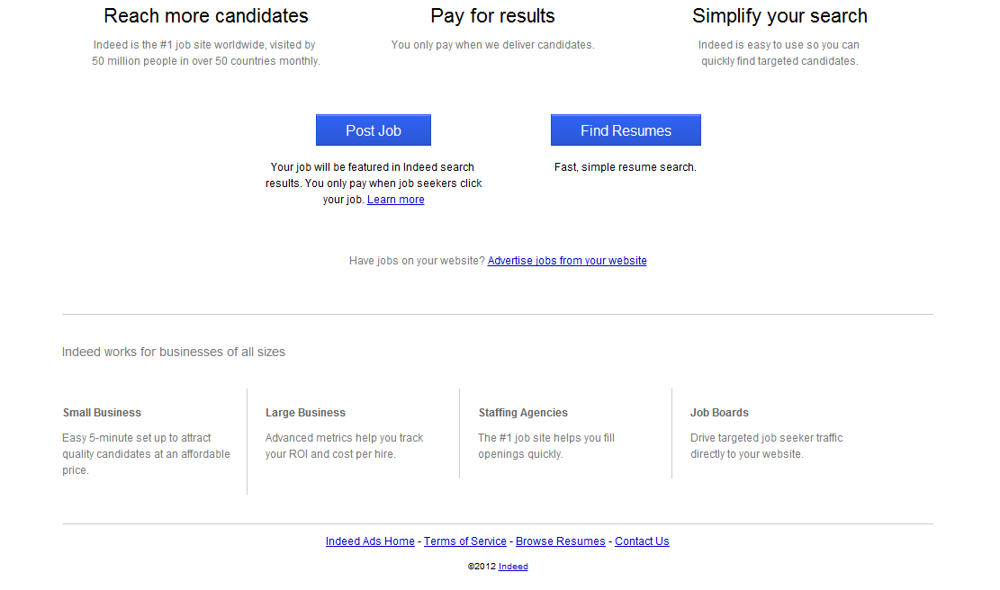 Reach more candidates
Indeed is the #1 job site worldwide, visited by
50 million people in over 50 countries monthly.
Pay for results
You only pay when we deliver candidates.
Simplify your search
Indeed is easy to use so you can
quickly find targeted candidates.
Post Job
Your job will be featured in Indeed search
results. You only pay when job seekers click
your job. Learn more
Find Resumes
Fast, simple resume search.
Have jobs on your website? Advertise jobs from your website
Indeed works for businesses of all sizes
Small Business
Easy 5-minute set up to attract
quality candidates at an affordable
price.
Large Business
Advanced metrics help you track
your ROI and cost per hire.
Staffing Agencies
The #1 job site helps you fill
openings quickly.
Job Boards
Drive targeted job seeker traffic
directly to your website.
Indeed Ads Home - Terms of Service - Browse Resumes - Contact Us
©2012 Indeed